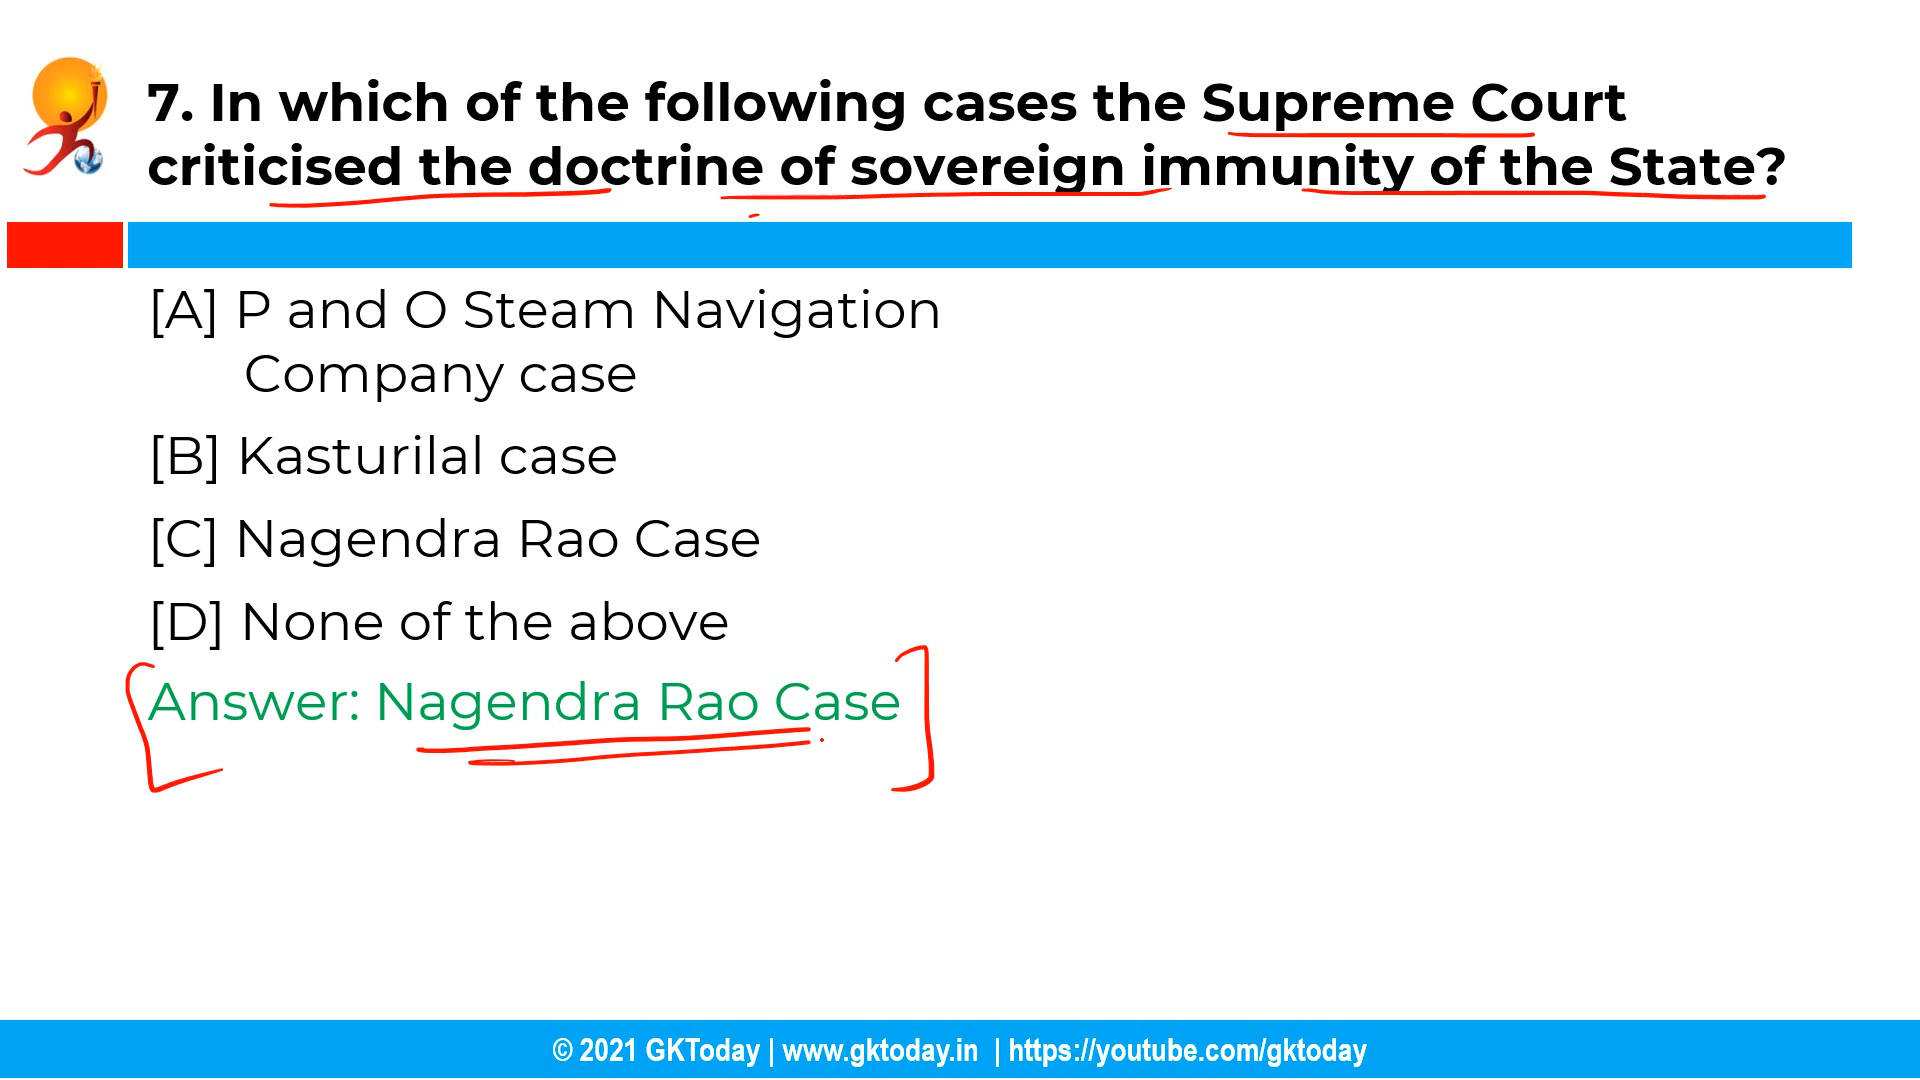 7. In which of the following cases the Supreme Court
criticised the doctrine of sovereign immunity of the State?
[A] P and O Steam Navigation
Company case
[B] Kasturilal case
[C] Nagendra Rao Case
[D] None of the above
Answer: Nagendra Rao Case
© 2021 GKToday | www.gktoday.in | https://youtube.com/gktoday